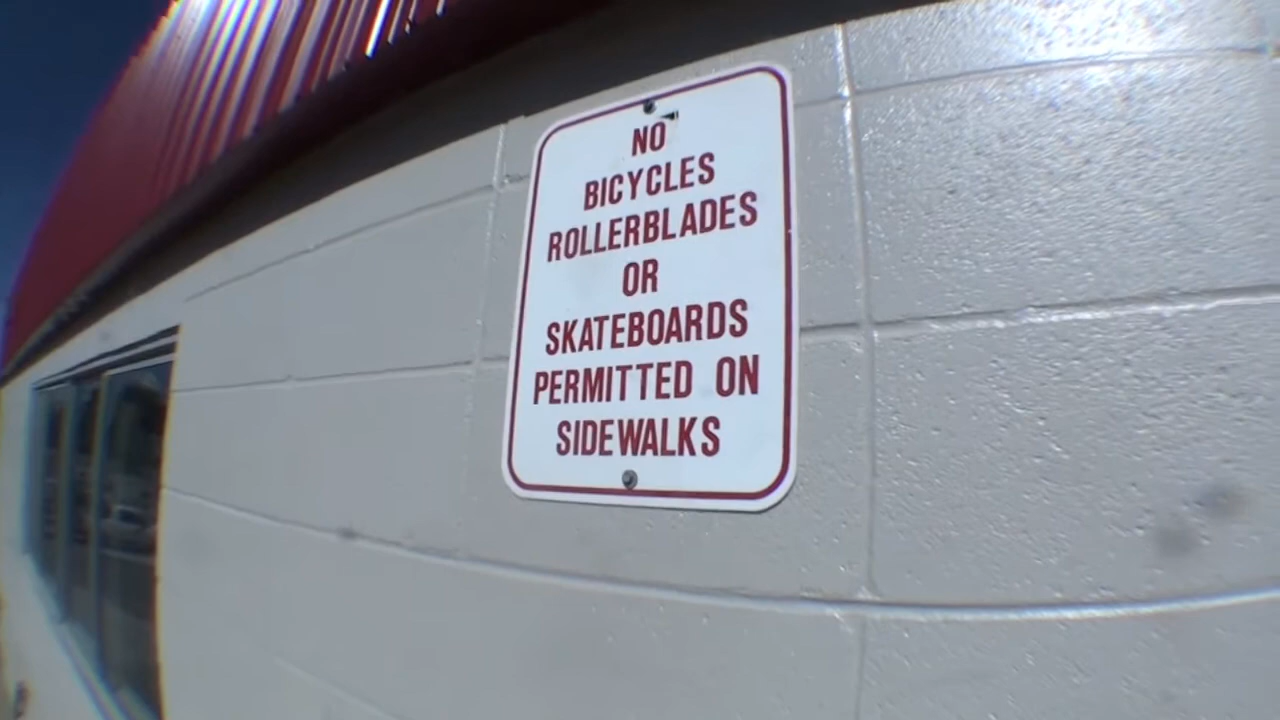 NO
BICYCLES
ROLLERBLADES
OR
SKATEBOARDS
PERMITTED ON
SIDEWALKS